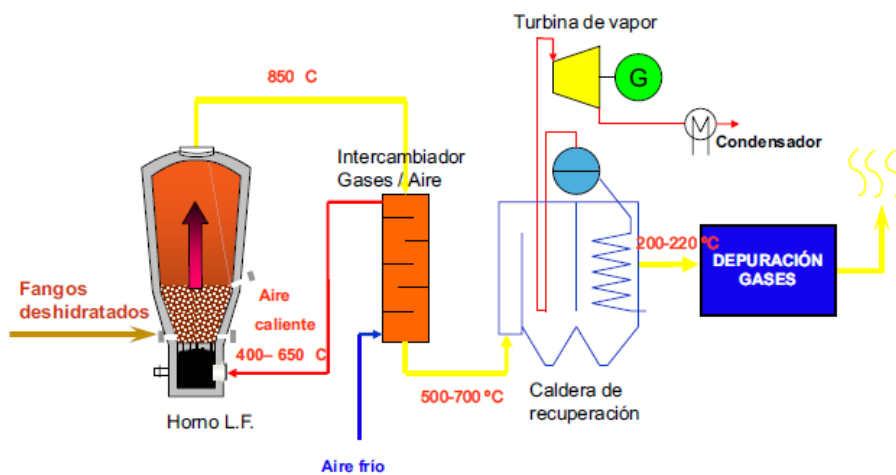 Turbina de vapor
850 C
G
M
Condensador
Intercambiador
Gases / Aire
200-220 ºC
DEPURACIÓN
GASES
Fangos
deshidratados
Aire
caliente
400– 650 C
500-700 ºC
Caldera de
recuperación
Horno L.F.
Aire frío